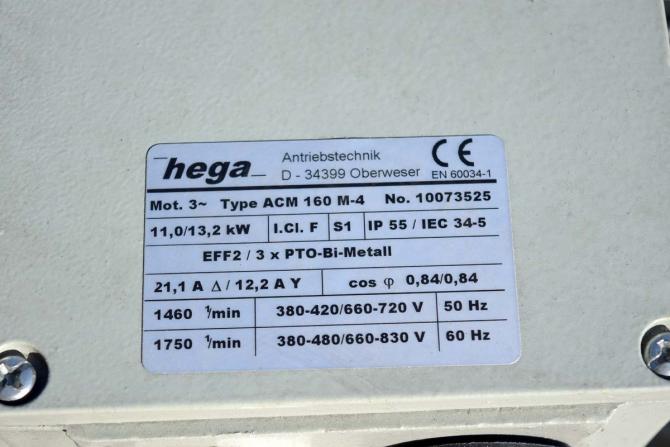 hega Antriebstechnik CE
D - 34399 Oberweser EN 60034-1
Mot. 3~ Type ACM 160 M-4 No. 10073525
11,0/13,2 kW I.Cl. F S1 IP 55 / IEC 34-5
EFF2 / 3 x PTO-Bi-Metall
21,1 A Δ / 12,2 A Y cos φ 0,84/0,84
1460 ¹/min 380-420/660-720 V 50 Hz
1750 ¹/min 380-480/660-830 V 60 Hz